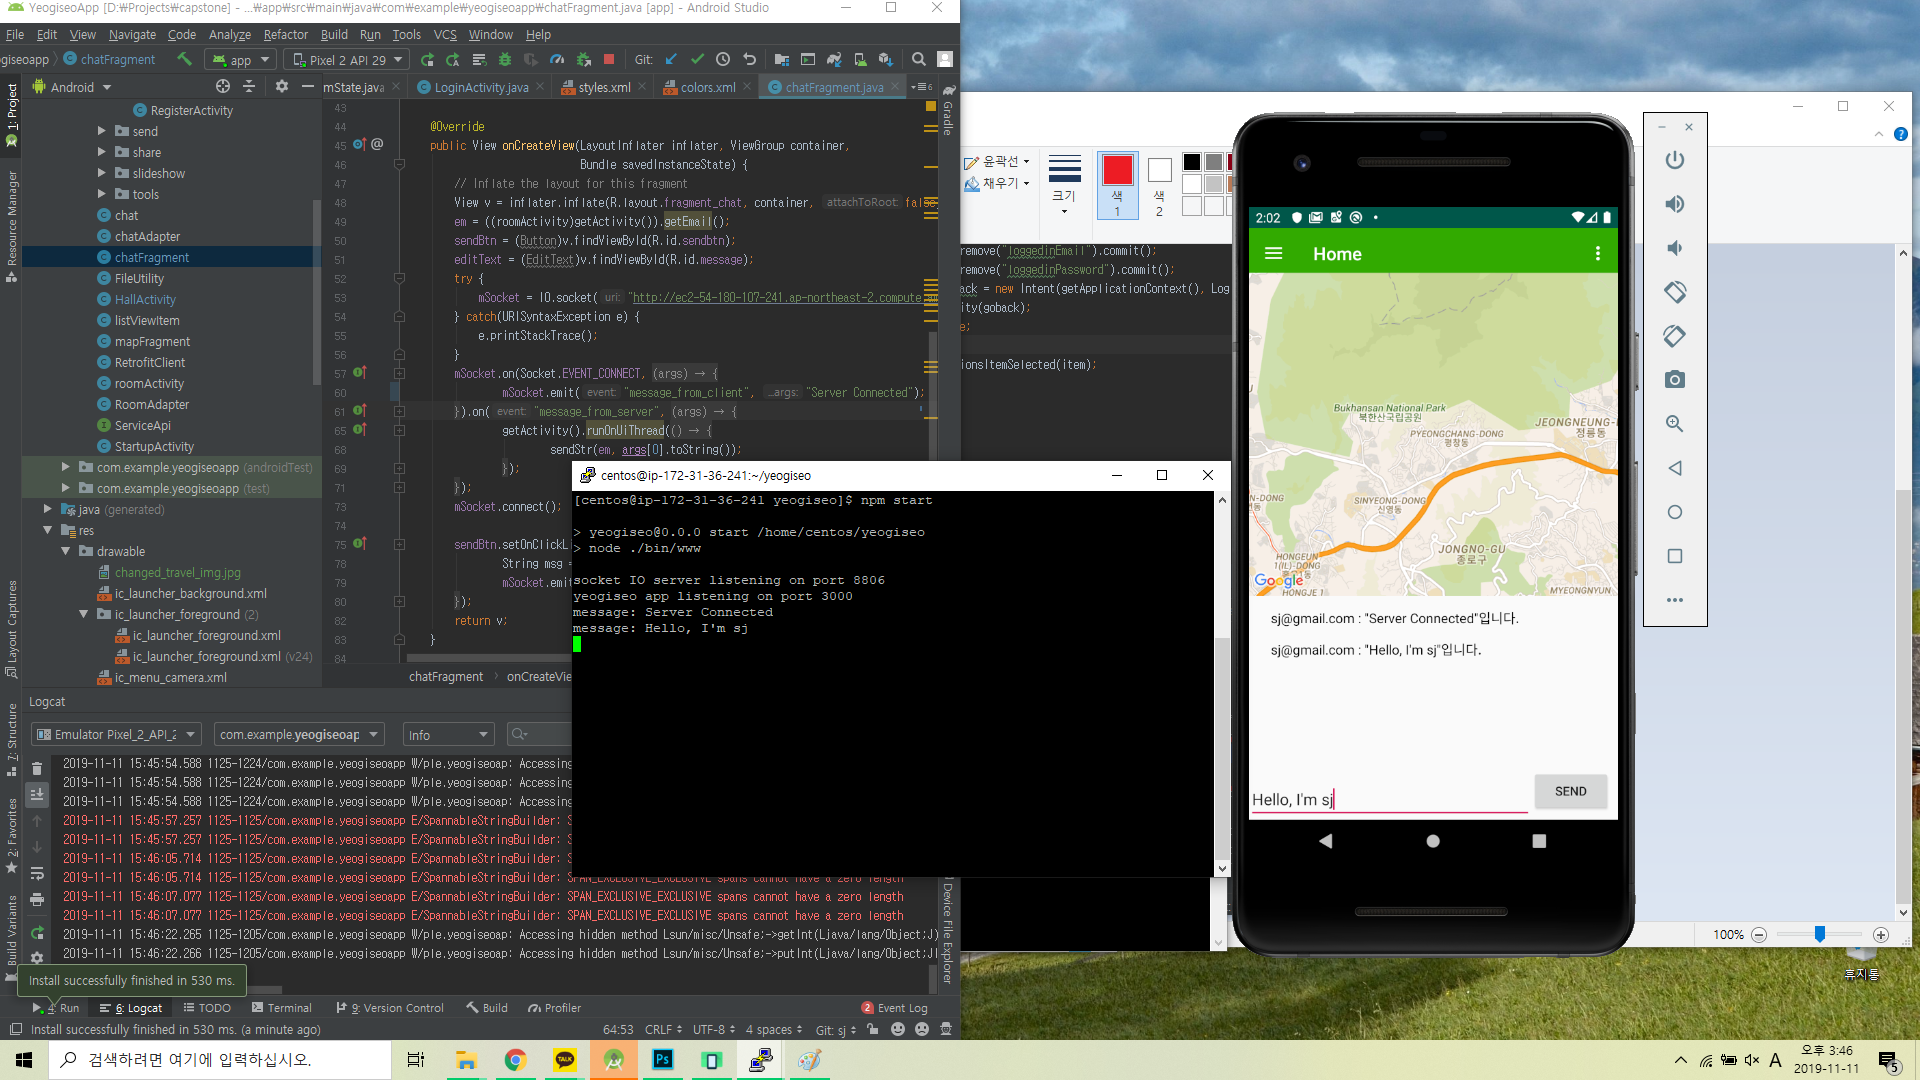 YeogiseoApp [D:₩Projects₩capstone] - ...₩app₩src₩main₩java₩com₩example₩yeogiseoapp₩chatFragment.java [app] - Android Studio
File Edit View Navigate Code Analyze Refactor Build Run Tools VCS Window Help
giseoapp chatFragment app Pixel 2 API 29 Git:
Android
mState.java LoginActivity.java styles.xml colors.xml chatFragment.java
1: Project
Resource Manager
Layout Captures
7: Structure
2: Favorites
Build Variants
Gradle
Device File Explorer
RegisterActivity
send
share
slideshow
tools
chat
chatAdapter
chatFragment
FileUtility
HallActivity
listViewItem
mapFragment
RetrofitClient
roomActivity
RoomAdapter
ServiceApi
StartupActivity
com.example.yeogiseoapp (androidTest)
com.example.yeogiseoapp (test)
java (generated)
res
drawable
changed_travel_img.jpg
ic_launcher_background.xml
ic_launcher_foreground (2)
ic_launcher_foreground.xml
ic_launcher_foreground.xml (v24)
ic_menu_camera.xml
43
44 @Override
45 public View onCreateView(LayoutInflater inflater, ViewGroup container,
46 Bundle savedInstanceState) {
47 // Inflate the layout for this fragment
48 View v = inflater.inflate(R.layout.fragment_chat, container, attachToRoot: false
49 em = ((roomActivity)getActivity()).getEmail();
50 sendBtn = (Button)v.findViewById(R.id.sendbtn);
51 editText = (EditText)v.findViewById(R.id.message);
52 try {
53 mSocket = IO.socket( uri: "http://ec2-54-180-107-241.ap-northeast-2.compute.am
54 } catch(URISyntaxException e) {
55 e.printStackTrace();
56 }
57 mSocket.on(Socket.EVENT_CONNECT, (args) → {
60 mSocket.emit( event: "message_from_client", ...args: "Server Connected");
61 }).on( event: "message_from_server", (args) → {
65 getActivity().runOnUiThread(() → {
68 sendStr(em, args[0].toString());
69 });
71 });
73 mSocket.connect();
74
75 sendBtn.setOnClickLi
78 String msg =
79 mSocket.emit
80 });
82 return v;
83 }
84
chatFragment onCreateVie
Logcat
Emulator Pixel_2_API_2 com.example.yeogiseoap Info
2019-11-11 15:45:54.588 1125-1224/com.example.yeogiseoapp W/ple.yeogiseoap: Accessing
2019-11-11 15:45:54.588 1125-1224/com.example.yeogiseoapp W/ple.yeogiseoap: Accessing
2019-11-11 15:45:54.588 1125-1224/com.example.yeogiseoapp W/ple.yeogiseoap: Accessing
2019-11-11 15:45:57.257 1125-1125/com.example.yeogiseoapp E/SpannableStringBuilder: S
2019-11-11 15:45:57.257 1125-1125/com.example.yeogiseoapp E/SpannableStringBuilder: S
2019-11-11 15:46:05.714 1125-1125/com.example.yeogiseoapp E/SpannableStringBuilder: S
2019-11-11 15:46:05.714 1125-1125/com.example.yeogiseoapp E/SpannableStringBuilder: SPAN_EXCLUSIVE_EXCLUSIVE spans cannot have a zero length
2019-11-11 15:46:07.077 1125-1125/com.example.yeogiseoapp E/SpannableStringBuilder: SPAN_EXCLUSIVE_EXCLUSIVE spans cannot have a zero length
2019-11-11 15:46:07.077 1125-1125/com.example.yeogiseoapp E/SpannableStringBuilder: SPAN_EXCLUSIVE_EXCLUSIVE spans cannot have a zero length
2019-11-11 15:46:22.265 1125-1205/com.example.yeogiseoapp W/ple.yeogiseoap: Accessing hidden method Lsun/misc/Unsafe;->getInt(Ljava/lang/Object;J)
2019-11-11 15:46:22.266 1125-1205/com.example.yeogiseoapp W/ple.yeogiseoap: Accessing hidden method Lsun/misc/Unsafe;->putInt(Ljava/lang/Object;J)
Install successfully finished in 530 ms.
4: Run 6: Logcat TODO Terminal 9: Version Control Build Profiler 2 Event Log
Install successfully finished in 530 ms. (a minute ago) 64:53 CRLF UTF-8 4 spaces Git: sj
centos@ip-172-31-36-241:~/yeogiseo
[centos@ip-172-31-36-241 yeogiseo]$ npm start
> yeogiseo@0.0.0 start /home/centos/yeogiseo
> node ./bin/www
socket IO server listening on port 8806
yeogiseo app listening on port 3000
message: Server Connected
message: Hello, I'm sj
윤곽선
채우기
크기
색 1
색 2
remove("loggedinEmail").commit();
remove("loggedinPassword").commit();
ack = new Intent(getApplicationContext(), Log
ity(goback);
e;
ionsItemSelected(item);
100%
2:02
Home
Bukhansan National Park
북한산국립공원
JEONGNEUNG-
정릉동
PYEONGCHANG-DONG
평창동
AN-DONG
산동
SINYEONG-DONG
신영동
HONGEUN
1(IL)-DONG
홍은1동
JONGNO-GU
종로구
MYEONGNYUN
Google
sj@gmail.com : "Server Connected"입니다.
sj@gmail.com : "Hello, I'm sj"입니다.
Hello, I'm sj
SEND
휴지통
검색하려면 여기에 입력하십시오.
TALK
Ps
A
오후 3:46
2019-11-11
5